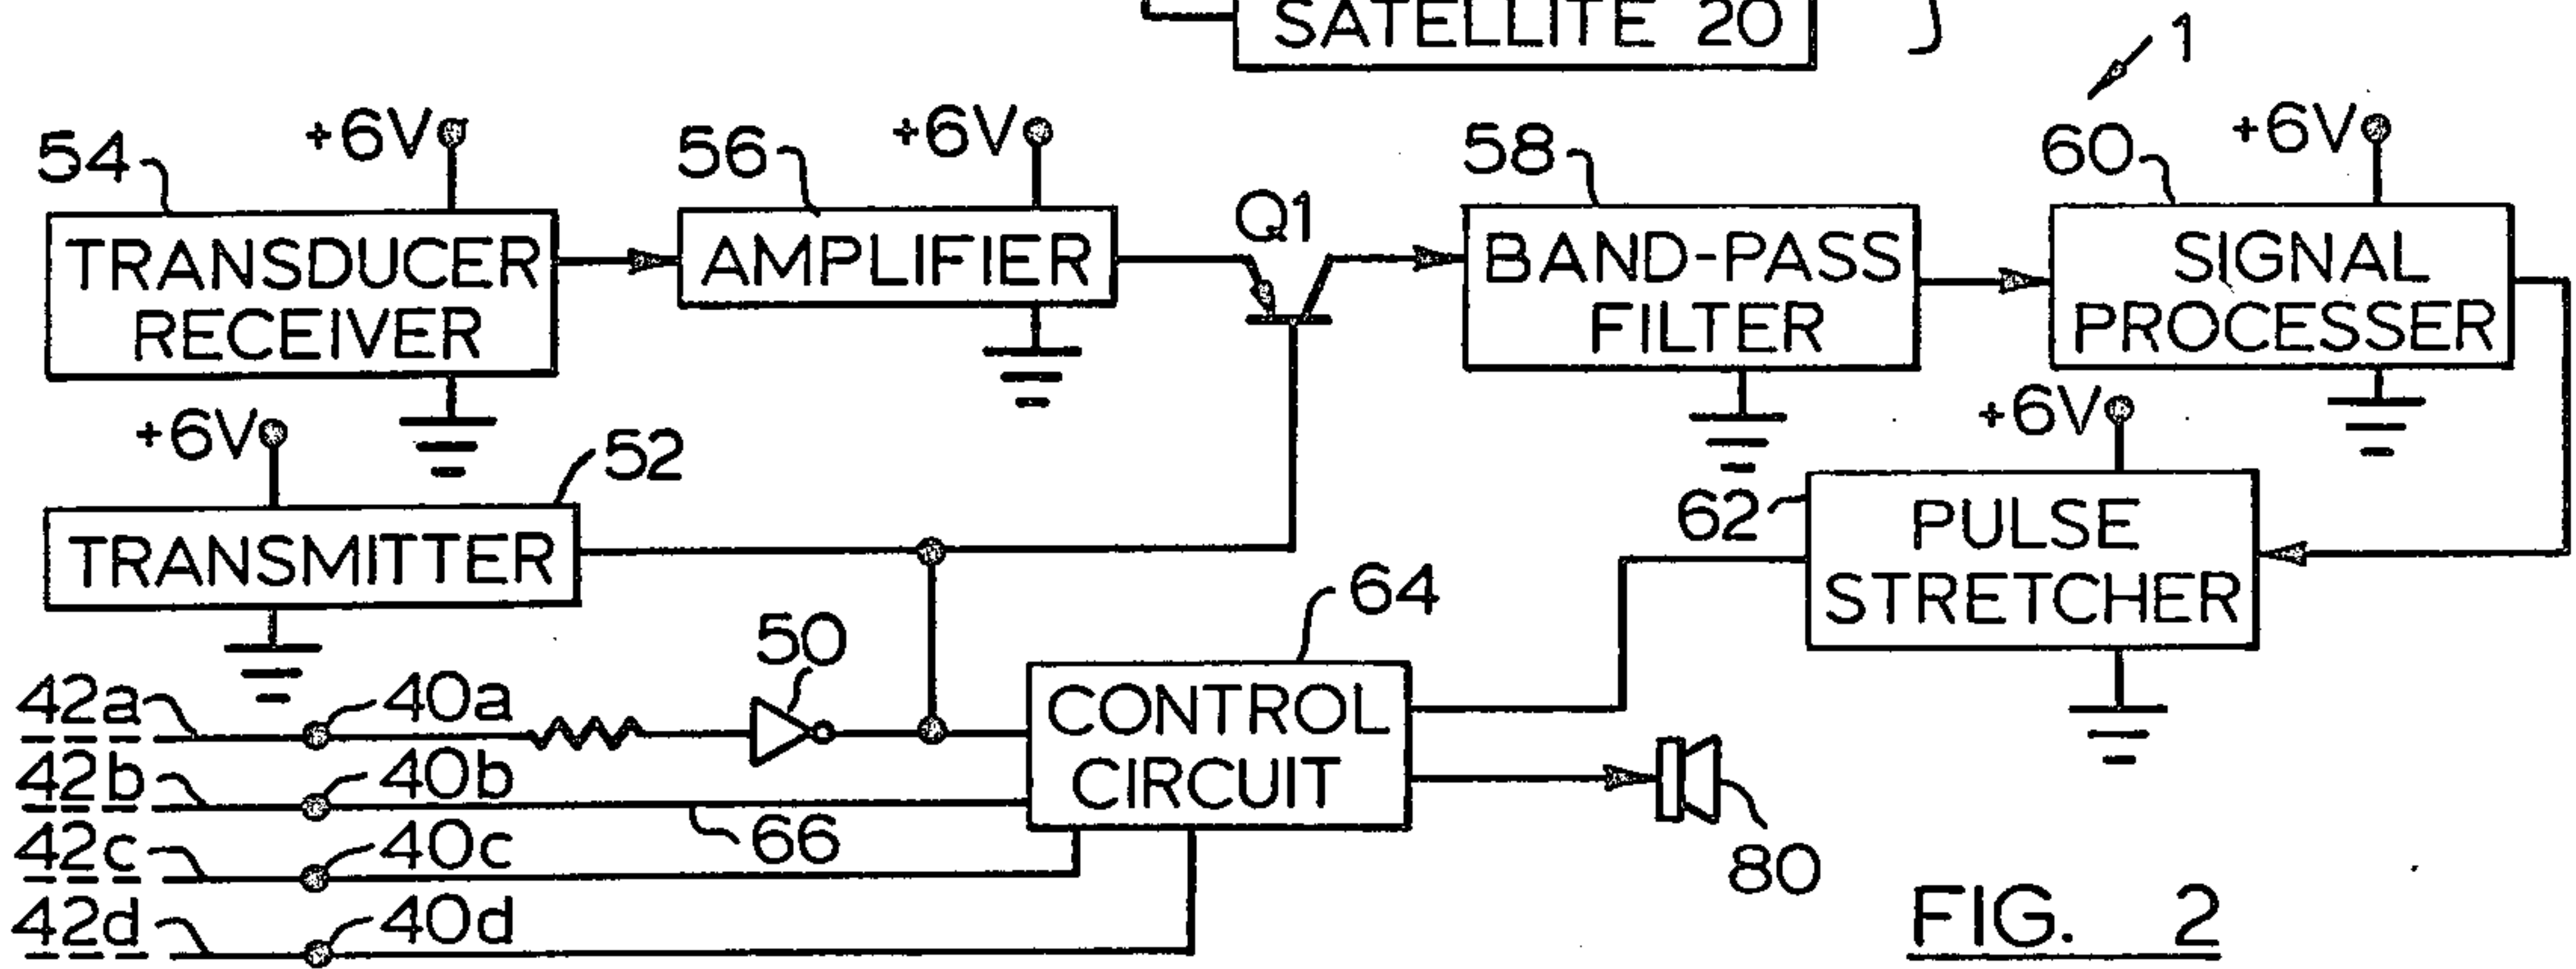 SATELLITE 20
1
54
+6V
56
+6V
Q1
58
60
+6V
TRANSDUCER
RECEIVER
AMPLIFIER
BAND-PASS
FILTER
SIGNAL
PROCESSER
+6V
52
TRANSMITTER
+6V
62
PULSE
STRETCHER
50
64
42a
40a
42b
40b
66
42c
40c
42d
40d
CONTROL
CIRCUIT
80
FIG. 2